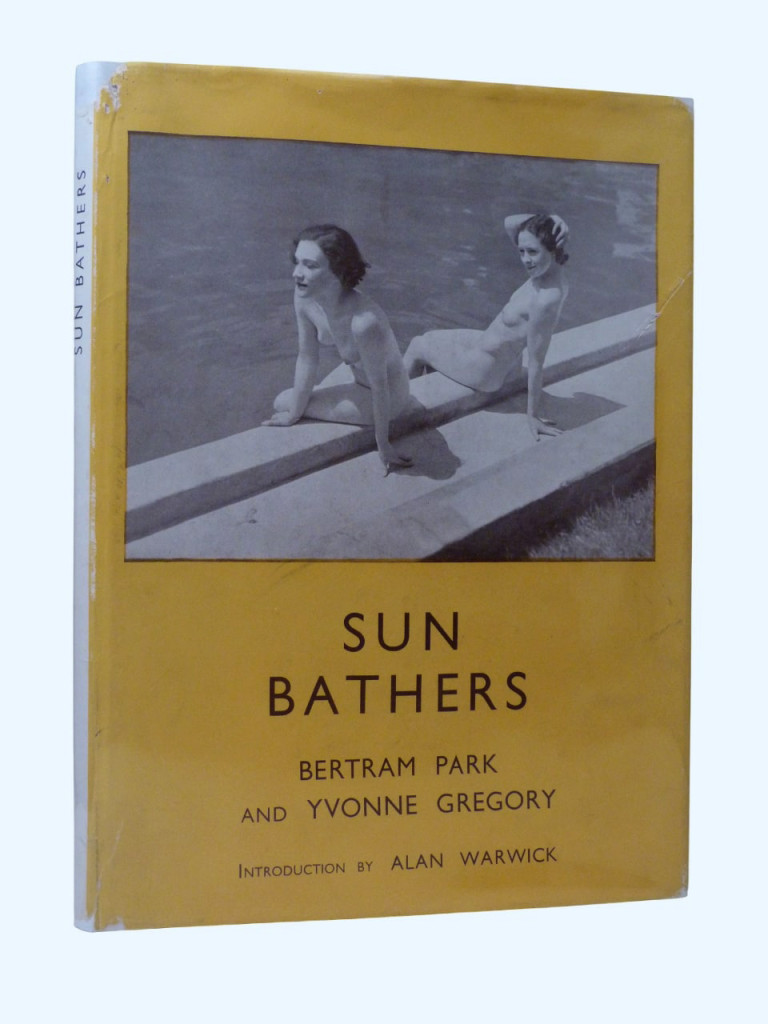 SUN BATHERS
SUN
BATHERS
BERTRAM PARK
AND YVONNE GREGORY
INTRODUCTION BY ALAN WARWICK